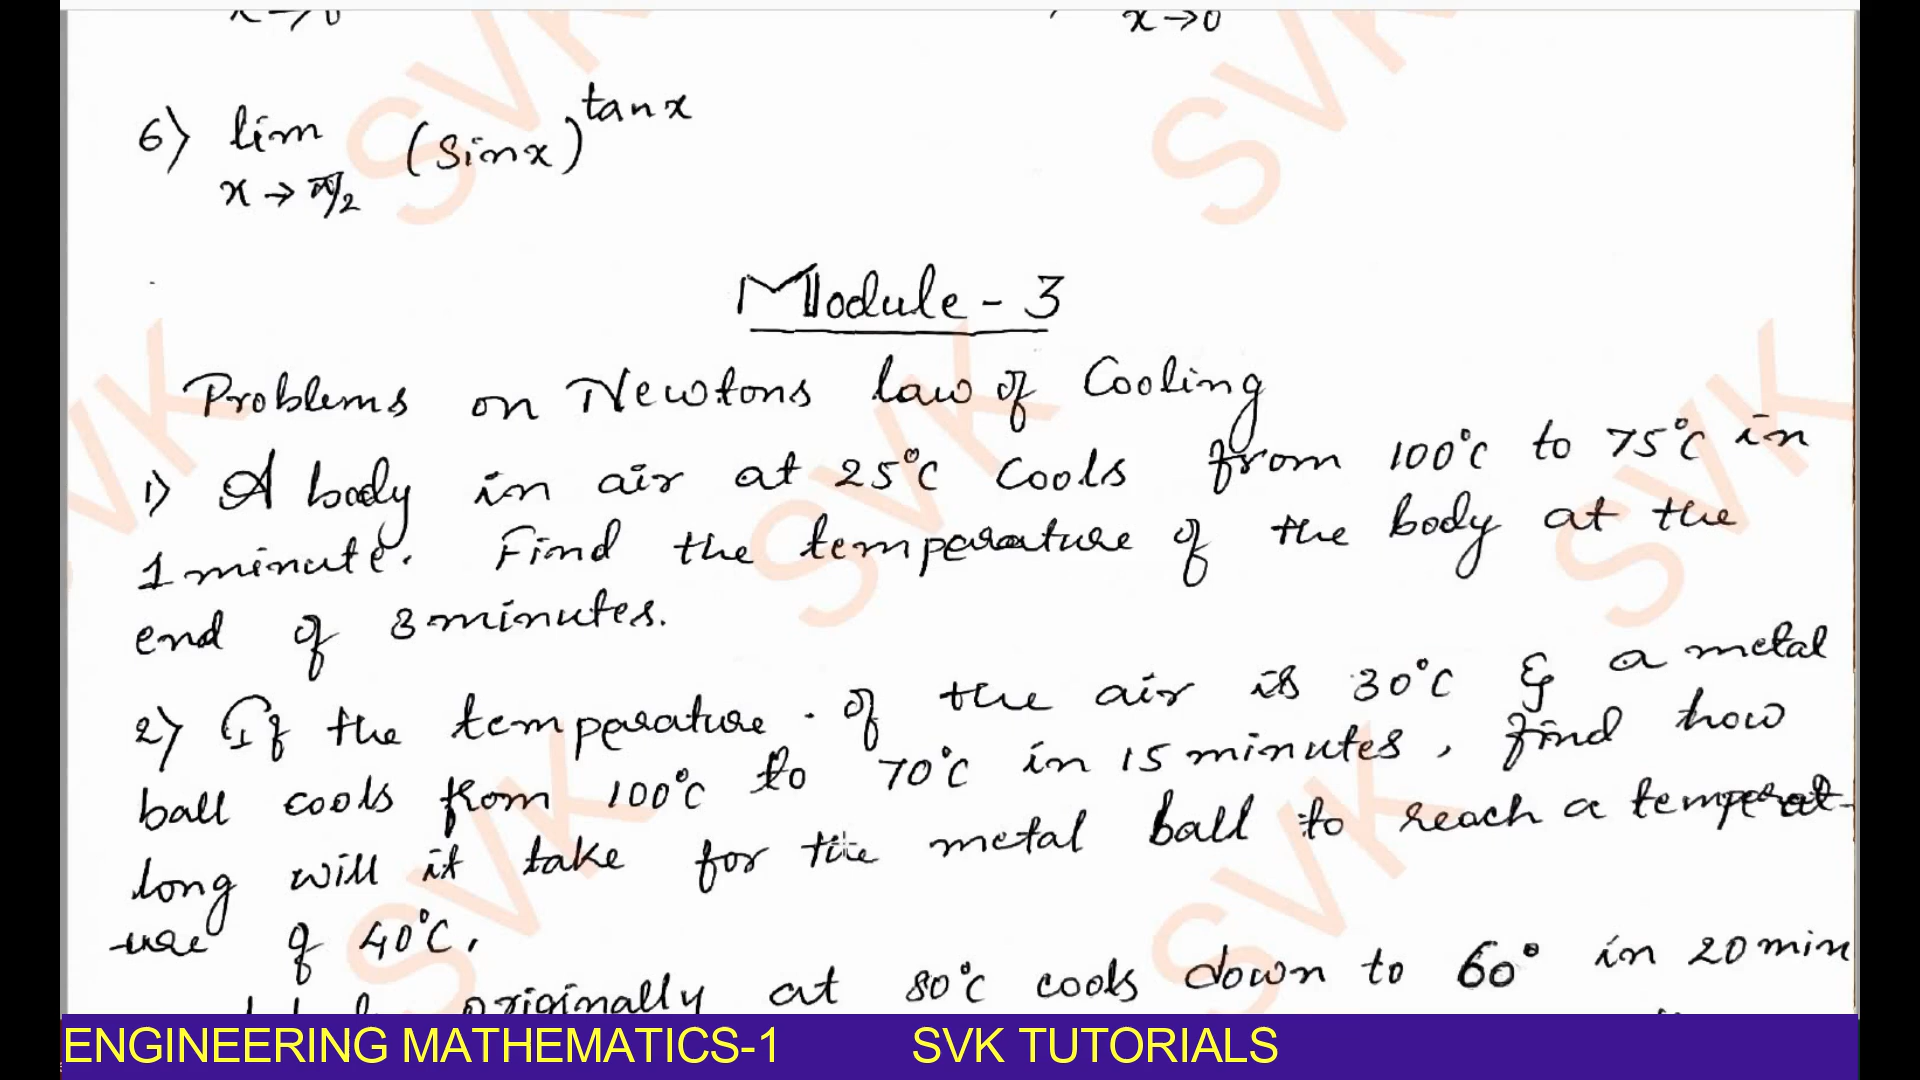 x→0 x→0
6) lim (sinx)^tanx
x→π/2
Module - 3
Problems on Newtons law of Cooling
1) A body in air at 25°C cools from 100°C to 75°C in
1 minute. Find the temperature of the body at the
end of 3 minutes.
2) If the temperature of the air is 30°C & a metal
ball cools from 100°C to 70°C in 15 minutes, find how
long will it take for the metal ball to reach a temperat-
-ure of 40°C.
originally at 80°C cools down to 60° in 20 min
ENGINEERING MATHEMATICS-1 SVK TUTORIALS
SVK